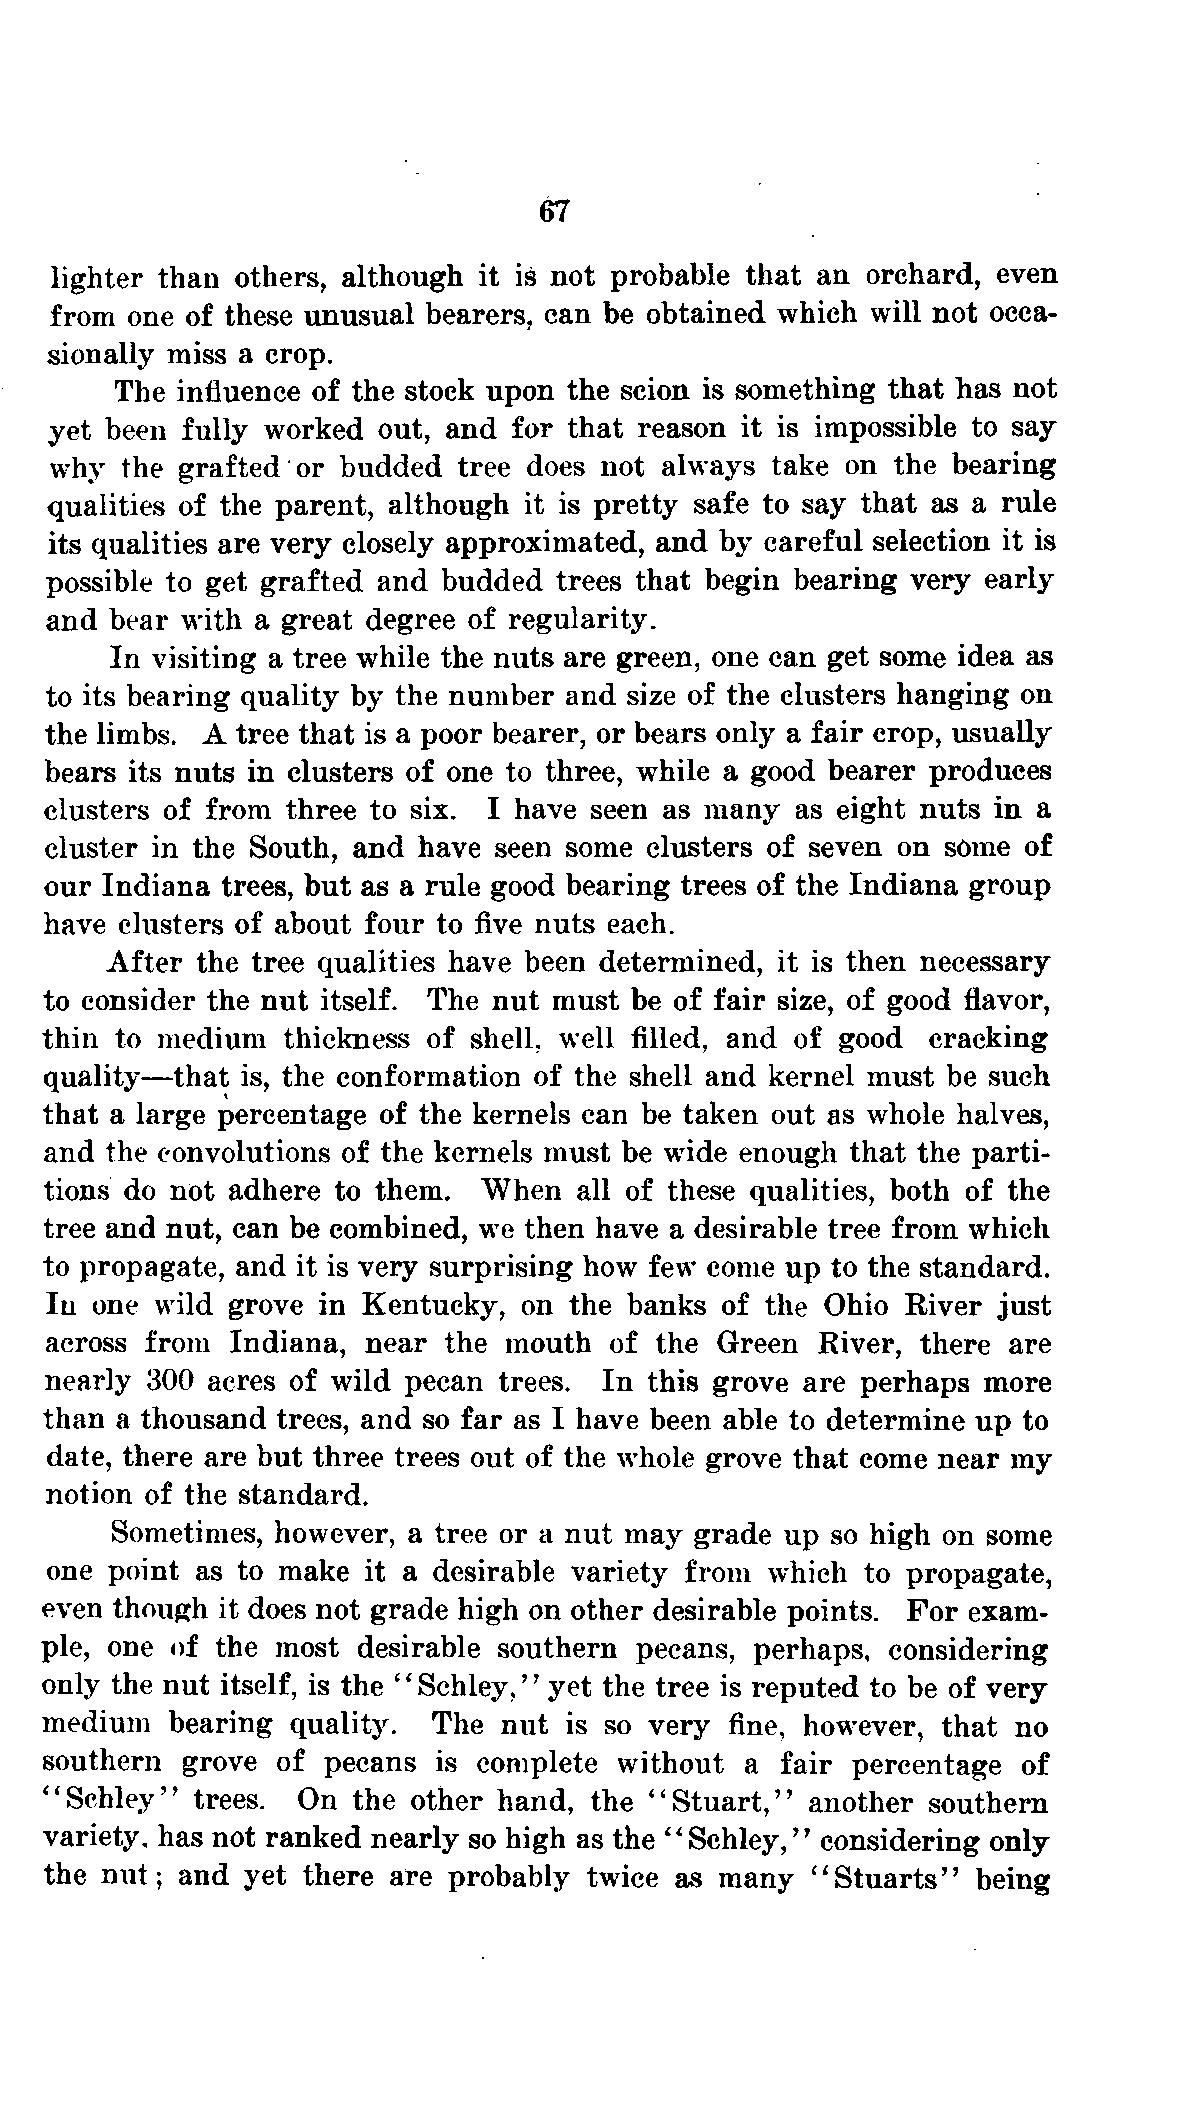 67
lighter than others, although it is not probable that an orchard, even
from one of these unusual bearers, can be obtained which will not occa-
sionally miss a crop.
The influence of the stock upon the scion is something that has not
yet been fully worked out, and for that reason it is impossible to say
why the grafted or budded tree does not always take on the bearing
qualities of the parent, although it is pretty safe to say that as a rule
its qualities are very closely approximated, and by careful selection it is
possible to get grafted and budded trees that begin bearing very early
and bear with a great degree of regularity.
In visiting a tree while the nuts are green, one can get some idea as
to its bearing quality by the number and size of the clusters hanging on
the limbs. A tree that is a poor bearer, or bears only a fair crop, usually
bears its nuts in clusters of one to three, while a good bearer produces
clusters of from three to six. I have seen as many as eight nuts in a
cluster in the South, and have seen some clusters of seven on some of
our Indiana trees, but as a rule good bearing trees of the Indiana group
have clusters of about four to five nuts each.
After the tree qualities have been determined, it is then necessary
to consider the nut itself. The nut must be of fair size, of good flavor,
thin to medium thickness of shell, well filled, and of good cracking
quality—that is, the conformation of the shell and kernel must be such
that a large percentage of the kernels can be taken out as whole halves,
and the convolutions of the kernels must be wide enough that the parti-
tions do not adhere to them. When all of these qualities, both of the
tree and nut, can be combined, we then have a desirable tree from which
to propagate, and it is very surprising how few come up to the standard.
In one wild grove in Kentucky, on the banks of the Ohio River just
across from Indiana, near the mouth of the Green River, there are
nearly 300 acres of wild pecan trees. In this grove are perhaps more
than a thousand trees, and so far as I have been able to determine up to
date, there are but three trees out of the whole grove that come near my
notion of the standard.
Sometimes, however, a tree or a nut may grade up so high on some
one point as to make it a desirable variety from which to propagate,
even though it does not grade high on other desirable points. For exam-
ple, one of the most desirable southern pecans, perhaps, considering
only the nut itself, is the "Schley," yet the tree is reputed to be of very
medium bearing quality. The nut is so very fine, however, that no
southern grove of pecans is complete without a fair percentage of
"Schley" trees. On the other hand, the "Stuart," another southern
variety, has not ranked nearly so high as the "Schley," considering only
the nut; and yet there are probably twice as many "Stuarts" being